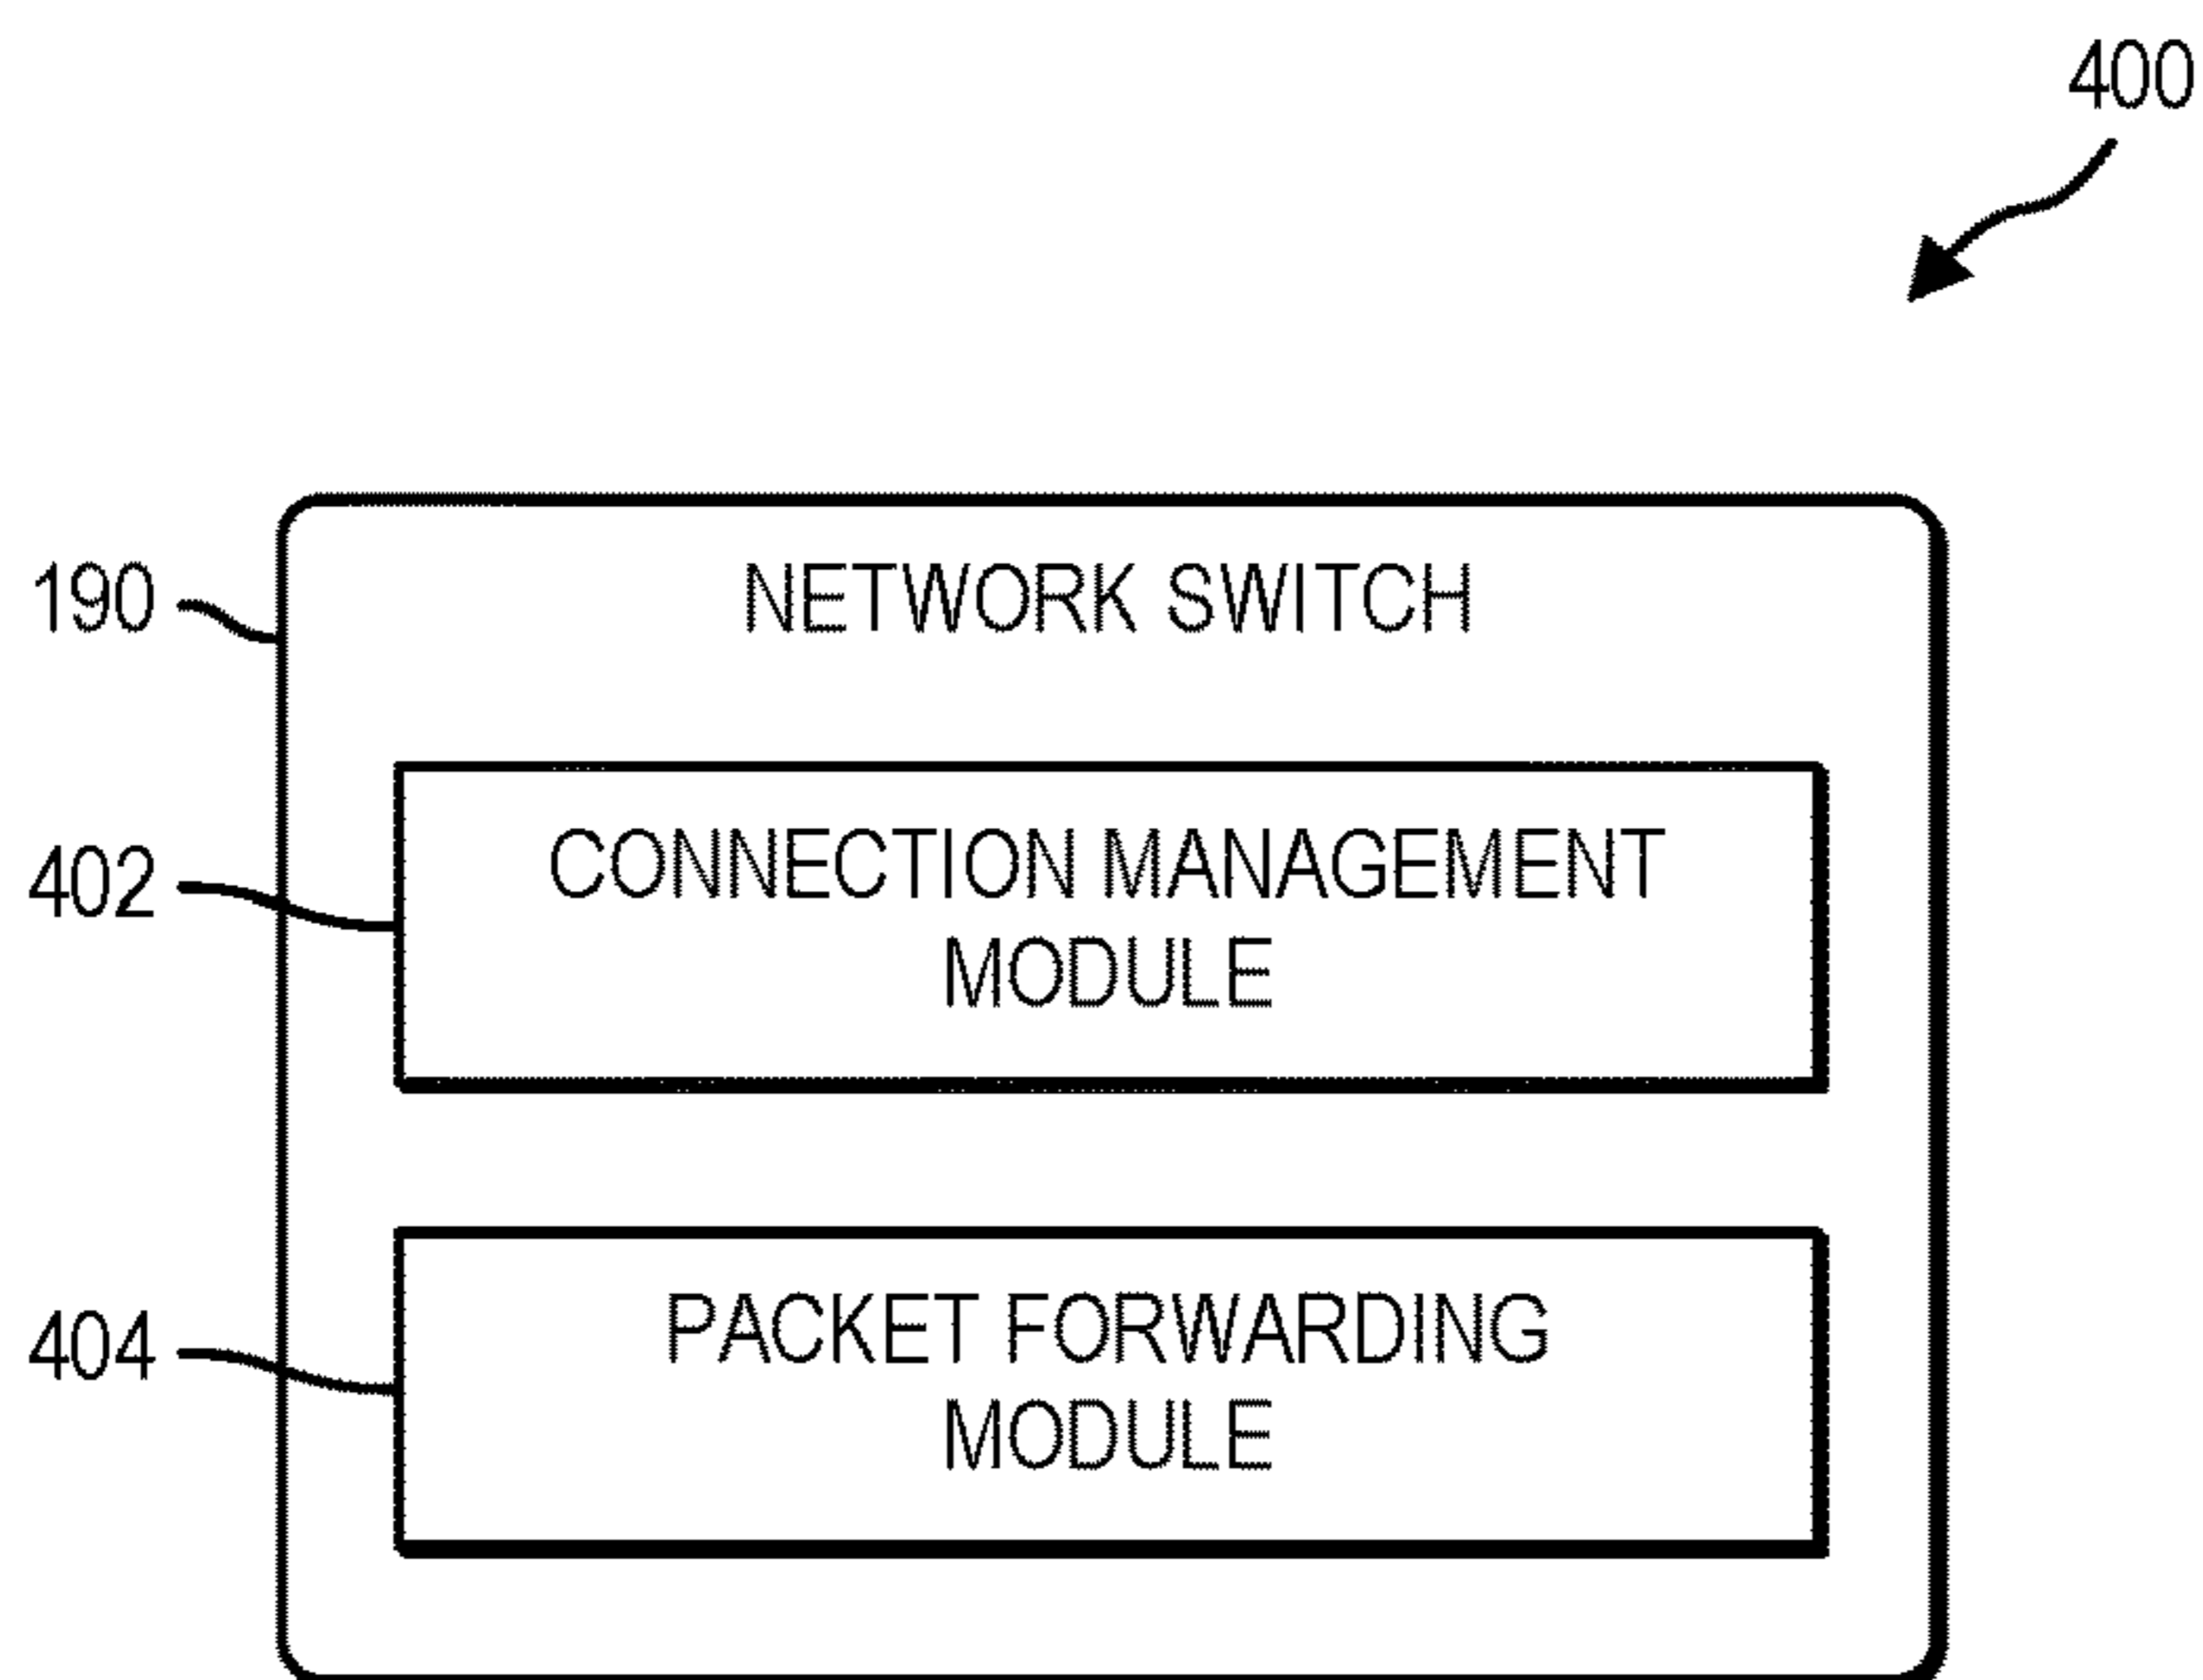 400
190
NETWORK SWITCH
402
CONNECTION MANAGEMENT
MODULE
404
PACKET FORWARDING
MODULE